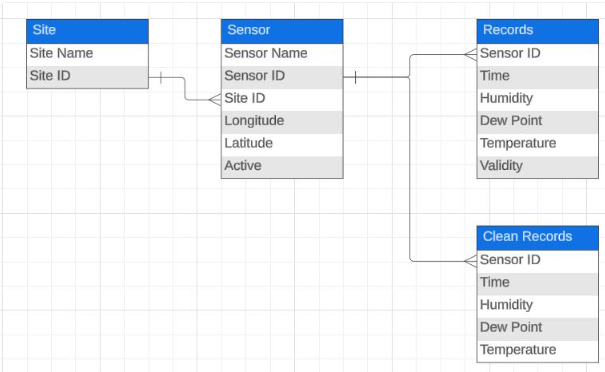 Site
Site Name
Site ID
Sensor
Sensor Name
Sensor ID
Site ID
Longitude
Latitude
Active
Records
Sensor ID
Time
Humidity
Dew Point
Temperature
Validity
Clean Records
Sensor ID
Time
Humidity
Dew Point
Temperature